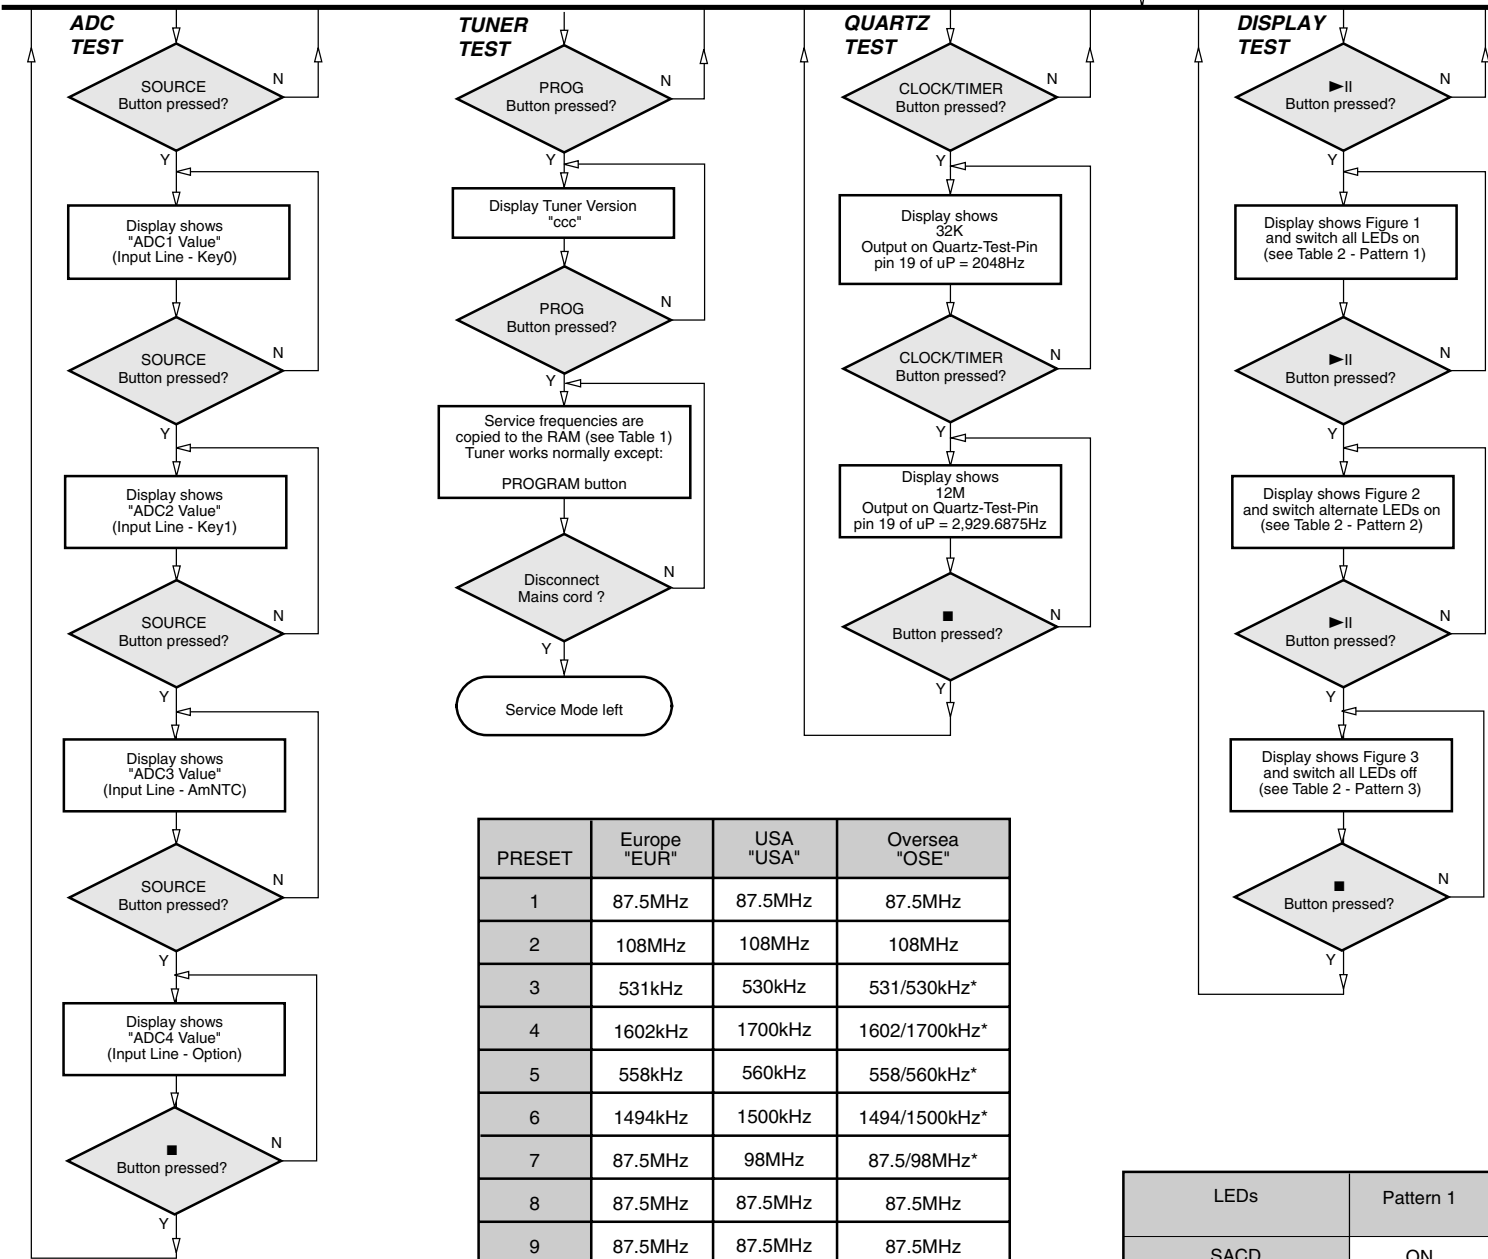 ADC
TEST
SOURCE
Button pressed?
N
Y
Display shows
"ADC1 Value"
(Input Line - Key0)
SOURCE
Button pressed?
N
Y
Display shows
"ADC2 Value"
(Input Line - Key1)
SOURCE
Button pressed?
N
Y
Display shows
"ADC3 Value"
(Input Line - AmNTC)
SOURCE
Button pressed?
N
Y
Display shows
"ADC4 Value"
(Input Line - Option)
■
Button pressed?
N
Y
TUNER
TEST
PROG
Button pressed?
N
Y
Display Tuner Version
"ccc"
PROG
Button pressed?
N
Y
Service frequencies are
copied to the RAM (see Table 1)
Tuner works normally except:
PROGRAM button
Disconnect
Mains cord ?
N
Y
Service Mode left
QUARTZ
TEST
CLOCK/TIMER
Button pressed?
N
Y
Display shows
32K
Output on Quartz-Test-Pin
pin 19 of uP = 2048Hz
CLOCK/TIMER
Button pressed?
N
Y
Display shows
12M
Output on Quartz-Test-Pin
pin 19 of uP = 2,929.6875Hz
■
Button pressed?
N
Y
DISPLAY
TEST
►II
Button pressed?
N
Y
Display shows Figure 1
and switch all LEDs on
(see Table 2 - Pattern 1)
►II
Button pressed?
N
Y
Display shows Figure 2
and switch alternate LEDs on
(see Table 2 - Pattern 2)
►II
Button pressed?
N
Y
Display shows Figure 3
and switch all LEDs off
(see Table 2 - Pattern 3)
■
Button pressed?
N
Y
PRESET Europe "EUR" USA "USA" Oversea "OSE"
1 87.5MHz 87.5MHz 87.5MHz
2 108MHz 108MHz 108MHz
3 531kHz 530kHz 531/530kHz*
4 1602kHz 1700kHz 1602/1700kHz*
5 558kHz 560kHz 558/560kHz*
6 1494kHz 1500kHz 1494/1500kHz*
7 87.5MHz 98MHz 87.5/98MHz*
8 87.5MHz 87.5MHz 87.5MHz
9 87.5MHz 87.5MHz 87.5MHz
LEDs Pattern 1
SACD ON